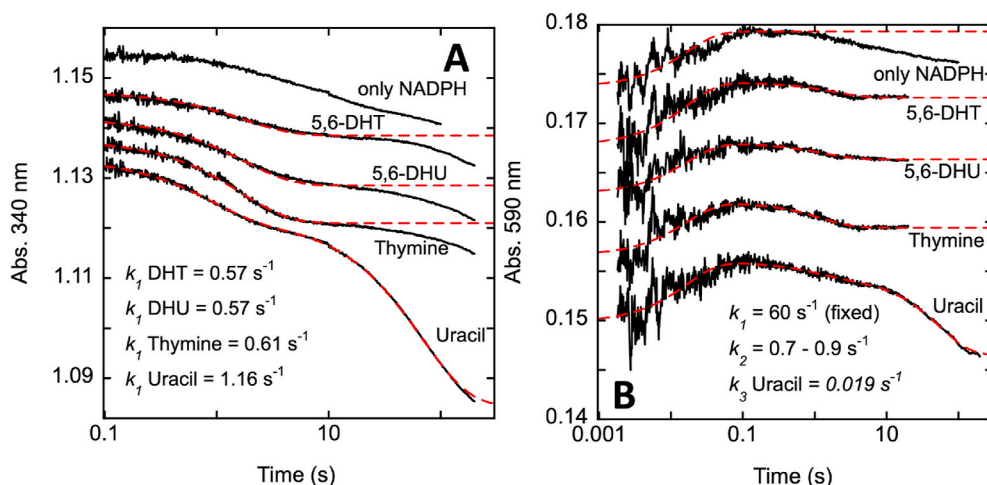 A
Abs. 340 nm
1.15
1.13
1.11
1.09
only NADPH
5,6-DHT
5,6-DHU
Thymine
Uracil
k1 DHT = 0.57 s-1
k1 DHU = 0.57 s-1
k1 Thymine = 0.61 s-1
k1 Uracil = 1.16 s-1
0.1
10
Time (s)
Abs. 590 nm
0.18
0.17
0.16
0.15
0.14
only NADPH
5,6-DHT
5,6-DHU
Thymine
Uracil
k1 = 60 s-1 (fixed)
k2 = 0.7 - 0.9 s-1
k3 Uracil = 0.019 s-1
B
0.001
0.1
10
Time (s)